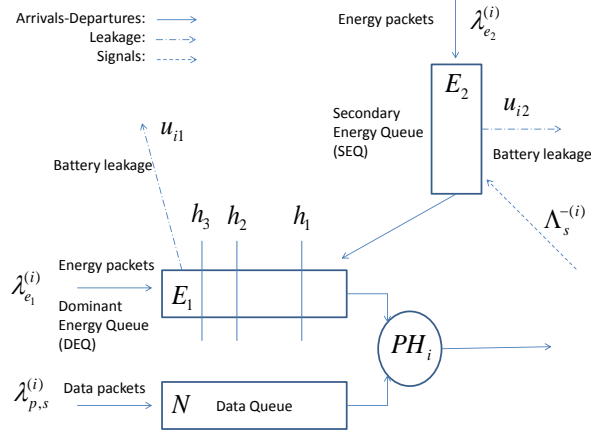 Arrivals-Departures:
Leakage:
Signals:
Energy packets
λ_{e_2}^{(i)}
E_2
u_{i2}
Secondary
Energy Queue
(SEQ)
Battery leakage
u_{i1}
Battery leakage
Λ_s^{-(i)}
h_3 h_2 h_1
Energy packets
λ_{e_1}^{(i)}
E_1
Dominant
Energy Queue
(DEQ)
PH_i
Data packets
λ_{p,s}^{(i)}
N Data Queue